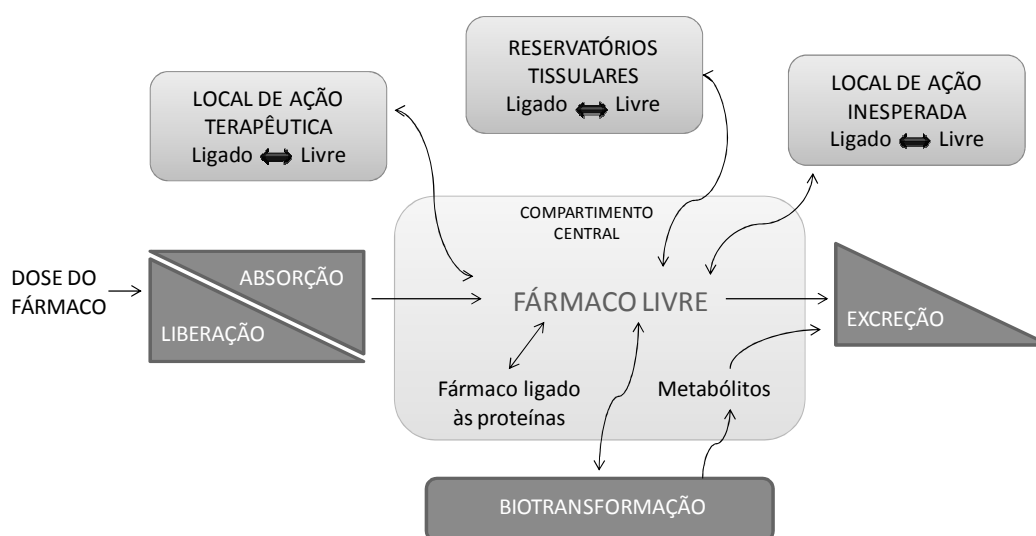 RESERVATÓRIOS
TISSULARES
Ligado Livre
LOCAL DE AÇÃO
TERAPÊUTICA
Ligado Livre
LOCAL DE AÇÃO
INESPERADA
Ligado Livre
COMPARTIMENTO
CENTRAL
DOSE DO
FÁRMACO
ABSORÇÃO
LIBERAÇÃO
FÁRMACO LIVRE
EXCREÇÃO
Fármaco ligado
às proteínas
Metabólitos
BIOTRANSFORMAÇÃO